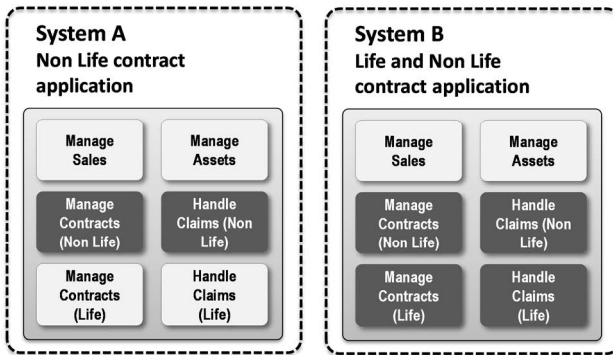 System A
Non Life contract
application
Manage
Sales
Manage
Assets
Manage
Contracts
(Non Life)
Handle
Claims (Non
Life)
Manage
Contracts
(Life)
Handle
Claims
(Life)
System B
Life and Non Life
contract application
Manage
Sales
Manage
Assets
Manage
Contracts
(Non Life)
Handle
Claims (Non
Life)
Manage
Contracts
(Life)
Handle
Claims
(Life)